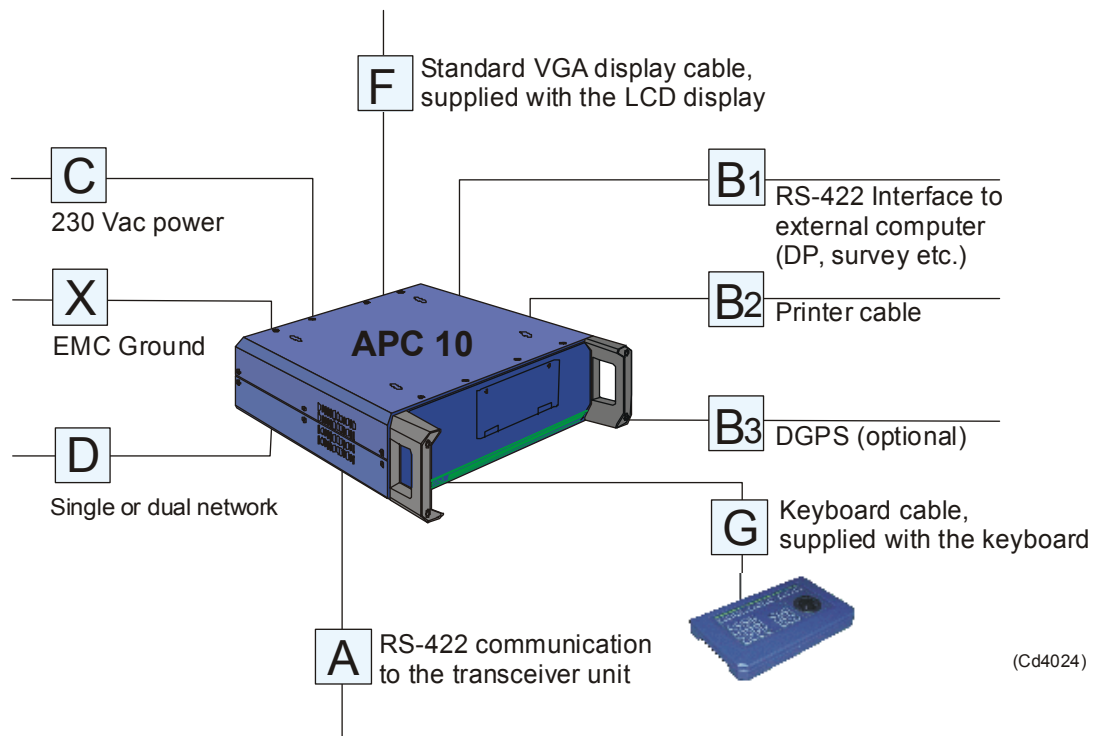 F
Standard VGA display cable,
supplied with the LCD display
C
230 Vac power
B1
RS-422 Interface to
external computer
(DP, survey etc.)
X
EMC Ground
B2
Printer cable
APC 10
D
Single or dual network
B3
DGPS (optional)
G
Keyboard cable,
supplied with the keyboard
A
RS-422 communication
to the transceiver unit
(Cd4024)